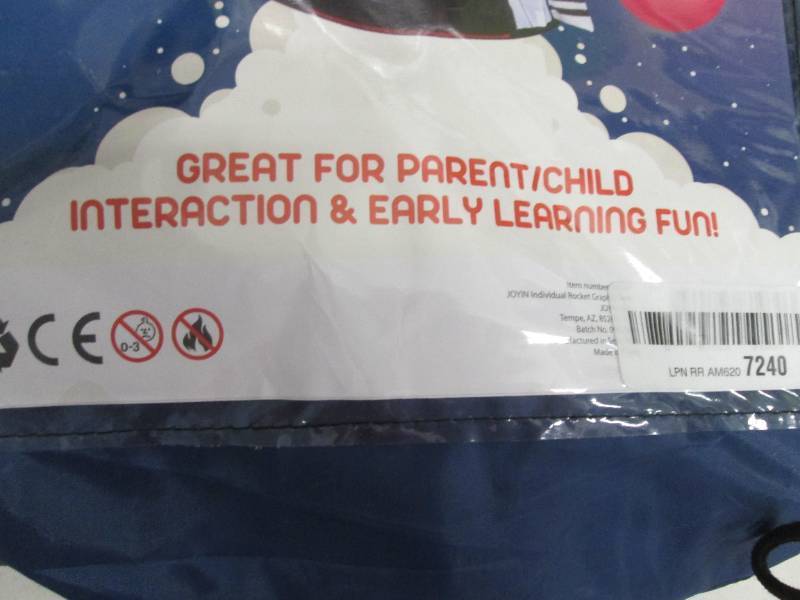 GREAT FOR PARENT/CHILD
INTERACTION & EARLY LEARNING FUN!
CE
0-3
Item number
JOYIN Individual Rocket
Tempe, AZ,
Batch No.
Made
LPN RR AM620 7240